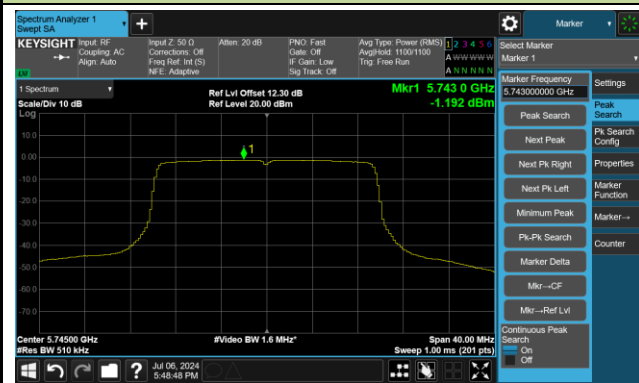 Spectrum Analyzer 1
Swept SA
Marker
KEYSIGHT
Input: RF
Coupling: AC
Align: Auto
Input Z: 50 Ω
Corrections: Off
Freq Ref: Int (S)
NFE: Adaptive
Atten: 20 dB
PNO: Fast
Gate: Off
IF Gain: Low
Sig Track: Off
Avg Type: Power (RMS)
Avg|Hold: 1100/1100
Trig: Free Run
1 2 3 4 5 6
A W W W W W
A N N N N N
LVI
Select Marker
Marker 1
1 Spectrum
Scale/Div 10 dB
Log
Ref Lvl Offset 12.30 dB
Ref Level 20.00 dBm
Mkr1 5.743 0 GHz
-1.192 dBm
10.0
0.00
-10.0
-20.0
-30.0
-40.0
-50.0
-60.0
-70.0
1
Center 5.74500 GHz
#Res BW 510 kHz
#Video BW 1.6 MHz*
Span 40.00 MHz
Sweep 1.00 ms (201 pts)
Marker Frequency
5.743000000 GHz
Peak Search
Next Peak
Next Pk Right
Next Pk Left
Minimum Peak
Pk-Pk Search
Marker Delta
Mkr→CF
Mkr→Ref Lvl
Continuous Peak
Search
On
Off
Settings
Peak
Search
Pk Search
Config
Properties
Marker
Function
Marker→
Counter
Jul 06, 2024
5:48:48 PM